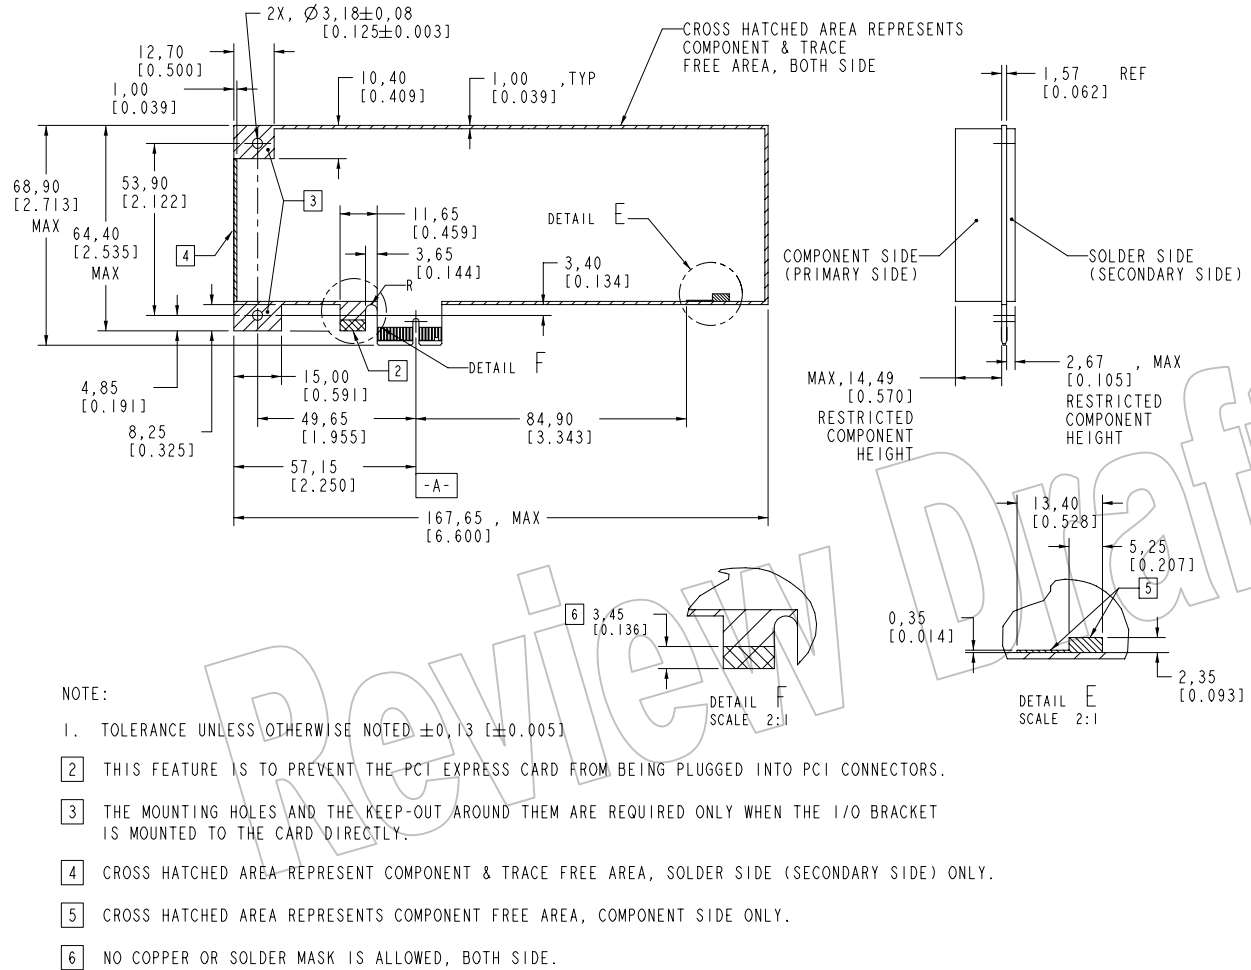 2X, Ø 3,18±0,08
[0.125±0.003]
12,70
[0.500]
1,00
[0.039]
10,40
[0.409]
1,00 ,TYP
[0.039]
CROSS HATCHED AREA REPRESENTS
COMPONENT & TRACE
FREE AREA, BOTH SIDE
1,57 REF
[0.062]
68,90
[2.713]
MAX
53,90
[2.122]
64,40
[2.535]
MAX
3
4
11,65
[0.459]
3,65
[0.144]
R
DETAIL E
3,40
[0.134]
COMPONENT SIDE
(PRIMARY SIDE)
SOLDER SIDE
(SECONDARY SIDE)
2
DETAIL F
4,85
[0.191]
8,25
[0.325]
15,00
[0.591]
49,65
[1.955]
84,90
[3.343]
57,15
[2.250]
-A-
167,65 , MAX
[6.600]
MAX,14,49
[0.570]
RESTRICTED
COMPONENT
HEIGHT
2,67 , MAX
[0.105]
RESTRICTED
COMPONENT
HEIGHT
13,40
[0.528]
5,25
[0.207]
5
0,35
[0.014]
2,35
[0.093]
DETAIL E
SCALE 2:1
6 3,45
[0.136]
DETAIL F
SCALE 2:1
Review Draft
NOTE:
1. TOLERANCE UNLESS OTHERWISE NOTED ±0,13 [±0.005]
2 THIS FEATURE IS TO PREVENT THE PCI EXPRESS CARD FROM BEING PLUGGED INTO PCI CONNECTORS.
3 THE MOUNTING HOLES AND THE KEEP-OUT AROUND THEM ARE REQUIRED ONLY WHEN THE I/O BRACKET
IS MOUNTED TO THE CARD DIRECTLY.
4 CROSS HATCHED AREA REPRESENT COMPONENT & TRACE FREE AREA, SOLDER SIDE (SECONDARY SIDE) ONLY.
5 CROSS HATCHED AREA REPRESENTS COMPONENT FREE AREA, COMPONENT SIDE ONLY.
6 NO COPPER OR SOLDER MASK IS ALLOWED, BOTH SIDE.